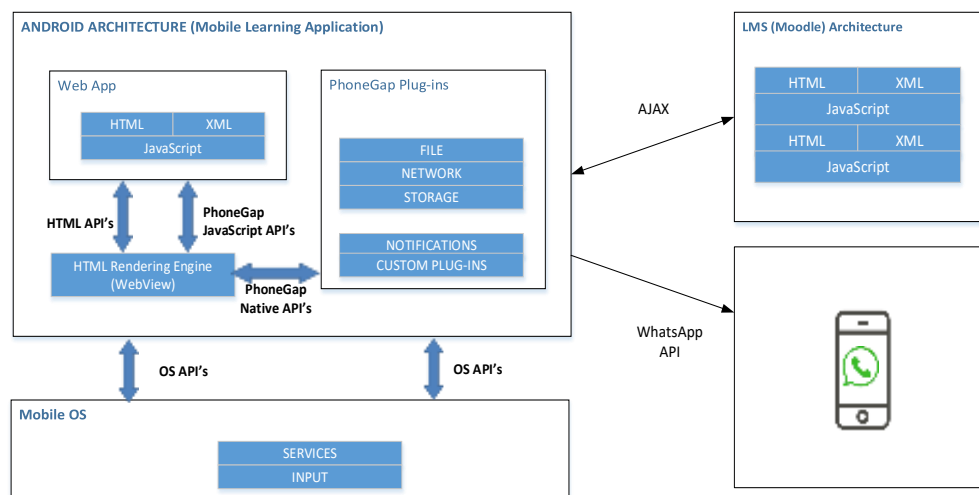 ANDROID ARCHITECTURE (Mobile Learning Application)
Web App
HTML XML
JavaScript
HTML API's
PhoneGap
JavaScript API's
HTML Rendering Engine
(WebView)
PhoneGap
Native API's
PhoneGap Plug-ins
FILE
NETWORK
STORAGE
NOTIFICATIONS
CUSTOM PLUG-INS
OS API's
OS API's
Mobile OS
SERVICES
INPUT
AJAX
LMS (Moodle) Architecture
HTML XML
JavaScript
HTML XML
JavaScript
WhatsApp
API